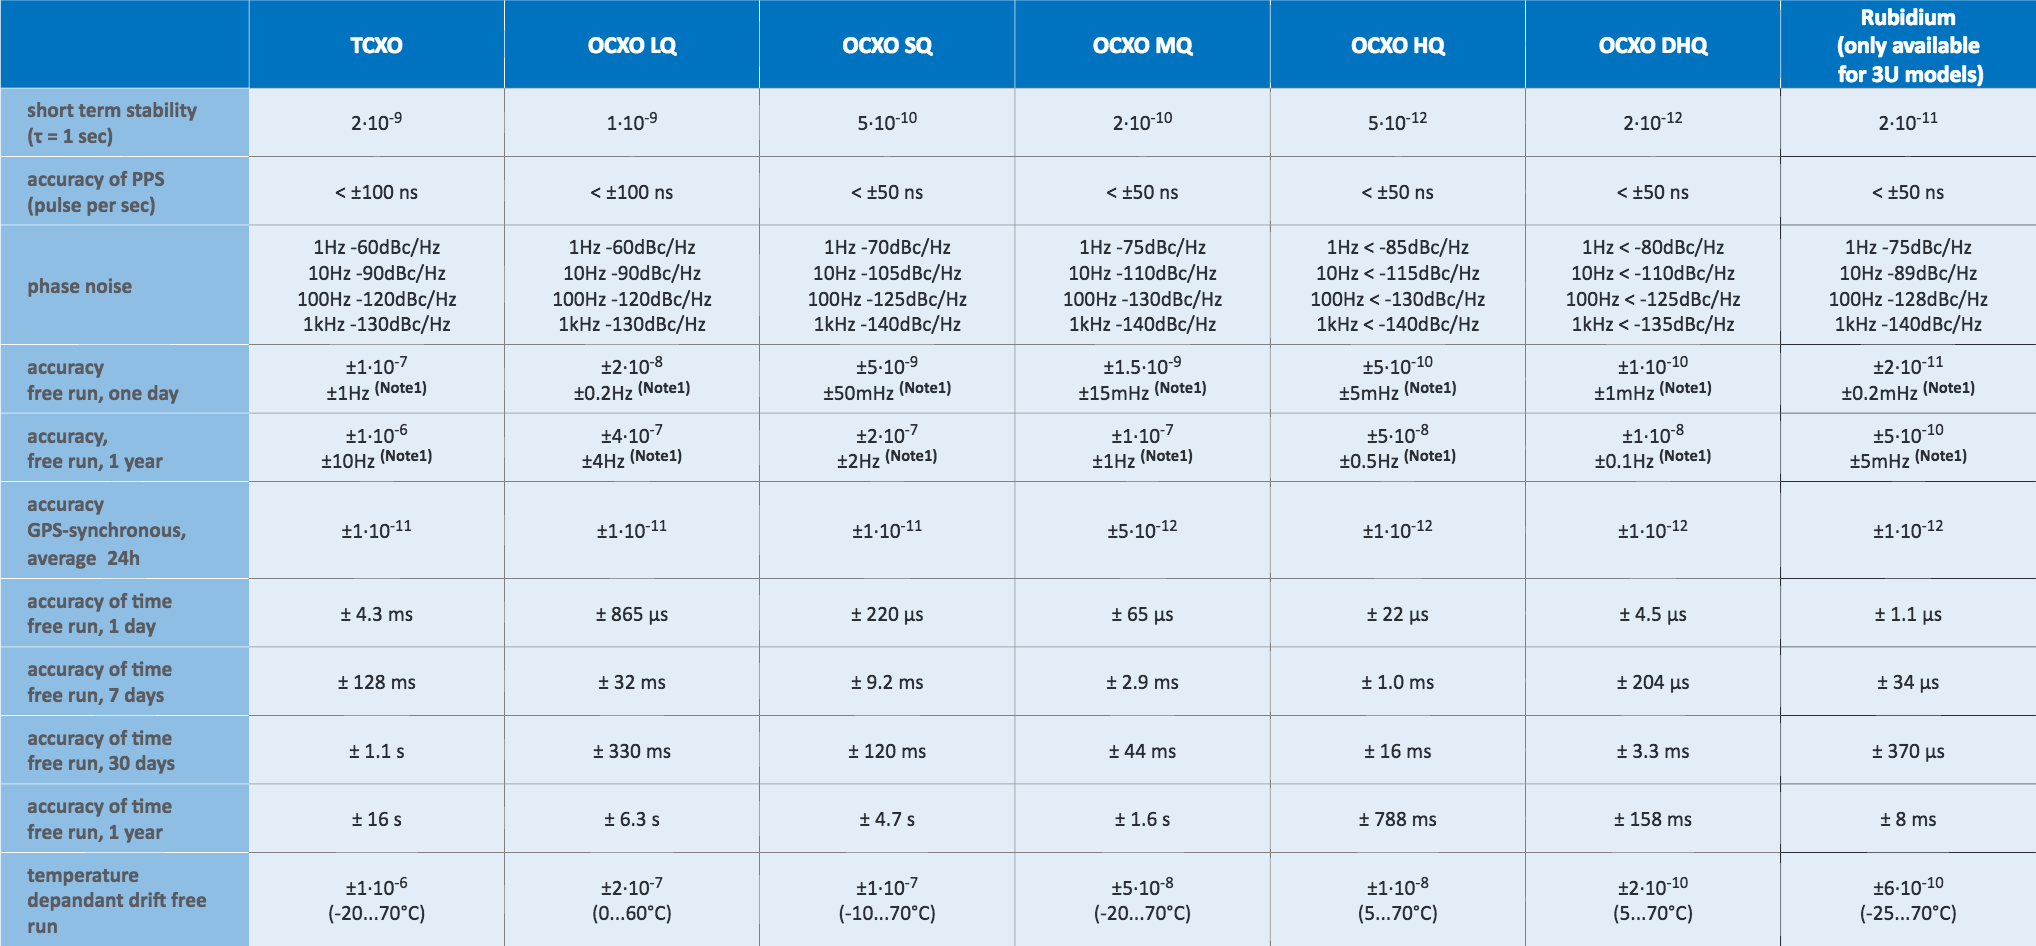 TCXO
OCXO LQ
OCXO SQ
OCXO MQ
OCXO HQ
OCXO DHQ
Rubidium
(only available
for 3U models)
short term stability
(τ = 1 sec)
2·10⁻⁹
1·10⁻⁹
5·10⁻¹⁰
2·10⁻¹⁰
5·10⁻¹²
2·10⁻¹²
2·10⁻¹¹
accuracy of PPS
(pulse per sec)
< ±100 ns
< ±100 ns
< ±50 ns
< ±50 ns
< ±50 ns
< ±50 ns
< ±50 ns
phase noise
1Hz -60dBc/Hz
10Hz -90dBc/Hz
100Hz -120dBc/Hz
1kHz -130dBc/Hz
1Hz -60dBc/Hz
10Hz -90dBc/Hz
100Hz -120dBc/Hz
1kHz -130dBc/Hz
1Hz -70dBc/Hz
10Hz -105dBc/Hz
100Hz -125dBc/Hz
1kHz -140dBc/Hz
1Hz -75dBc/Hz
10Hz -110dBc/Hz
100Hz -130dBc/Hz
1kHz -140dBc/Hz
1Hz < -85dBc/Hz
10Hz < -115dBc/Hz
100Hz < -130dBc/Hz
1kHz < -140dBc/Hz
1Hz < -80dBc/Hz
10Hz < -110dBc/Hz
100Hz < -125dBc/Hz
1kHz < -135dBc/Hz
1Hz -75dBc/Hz
10Hz -89dBc/Hz
100Hz -128dBc/Hz
1kHz -140dBc/Hz
accuracy
free run, one day
±1·10⁻⁷
±1Hz (Note1)
±2·10⁻⁸
±0.2Hz (Note1)
±5·10⁻⁹
±50mHz (Note1)
±1.5·10⁻⁹
±15mHz (Note1)
±5·10⁻¹⁰
±5mHz (Note1)
±1·10⁻¹⁰
±1mHz (Note1)
±2·10⁻¹¹
±0.2mHz (Note1)
accuracy,
free run, 1 year
±1·10⁻⁶
±10Hz (Note1)
±4·10⁻⁷
±4Hz (Note1)
±2·10⁻⁷
±2Hz (Note1)
±1·10⁻⁷
±1Hz (Note1)
±5·10⁻⁸
±0.5Hz (Note1)
±1·10⁻⁸
±0.1Hz (Note1)
±5·10⁻¹⁰
±5mHz (Note1)
accuracy
GPS-synchronous,
average 24h
±1·10⁻¹¹
±1·10⁻¹¹
±1·10⁻¹¹
±5·10⁻¹²
±1·10⁻¹²
±1·10⁻¹²
±1·10⁻¹²
accuracy of time
free run, 1 day
± 4.3 ms
± 865 µs
± 220 µs
± 65 µs
± 22 µs
± 4.5 µs
± 1.1 µs
accuracy of time
free run, 7 days
± 128 ms
± 32 ms
± 9.2 ms
± 2.9 ms
± 1.0 ms
± 204 µs
± 34 µs
accuracy of time
free run, 30 days
± 1.1 s
± 330 ms
± 120 ms
± 44 ms
± 16 ms
± 3.3 ms
± 370 µs
accuracy of time
free run, 1 year
± 16 s
± 6.3 s
± 4.7 s
± 1.6 s
± 788 ms
± 158 ms
± 8 ms
temperature
depandant drift free
run
±1·10⁻⁶
(-20...70°C)
±2·10⁻⁷
(0...60°C)
±1·10⁻⁷
(-10...70°C)
±5·10⁻⁸
(-20...70°C)
±1·10⁻⁸
(5...70°C)
±2·10⁻¹⁰
(5...70°C)
±6·10⁻¹⁰
(-25...70°C)